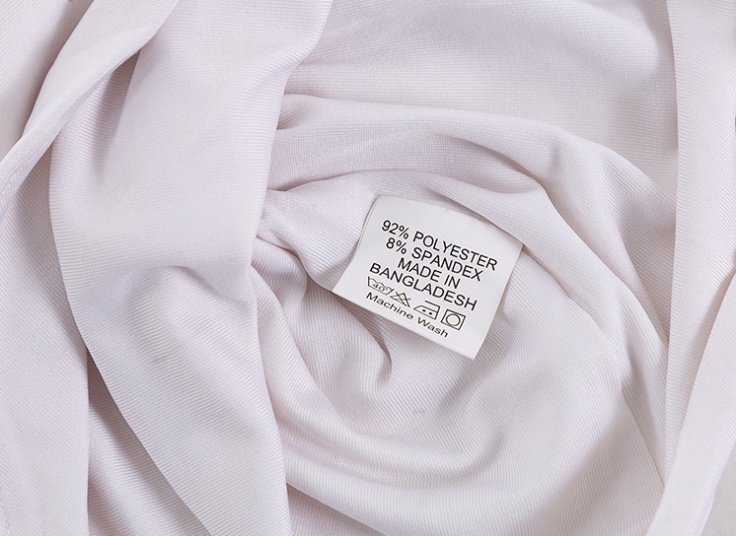 92% POLYESTER
8% SPANDEX
MADE IN
BANGLADESH
Machine Wash